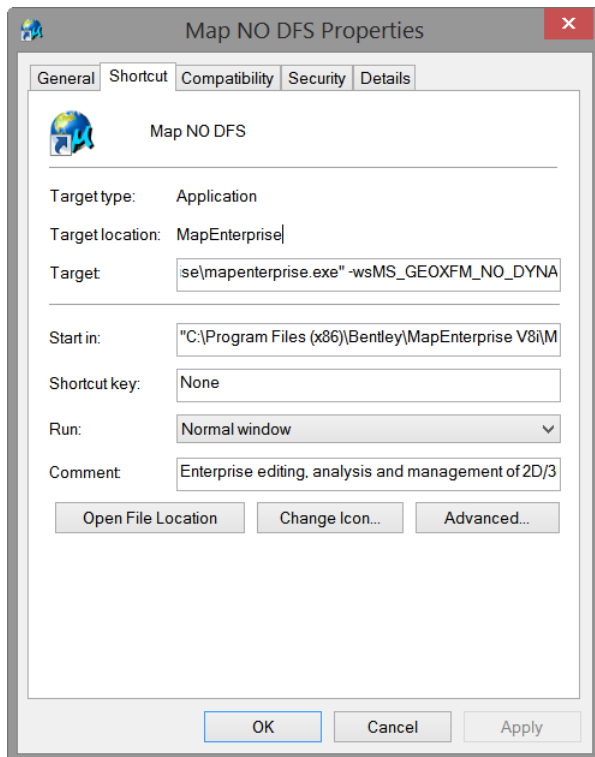 Map NO DFS Properties
General Shortcut Compatibility Security Details
Map NO DFS
Target type: Application
Target location: MapEnterprise
Target: ise\mapenterprise.exe" -wsMS_GEOXFM_NO_DYNA
Start in: "C:\Program Files (x86)\Bentley\MapEnterprise V8i\M
Shortcut key: None
Run: Normal window
Comment: Enterprise editing, analysis and management of 2D/3
Open File Location Change Icon... Advanced...
OK Cancel Apply